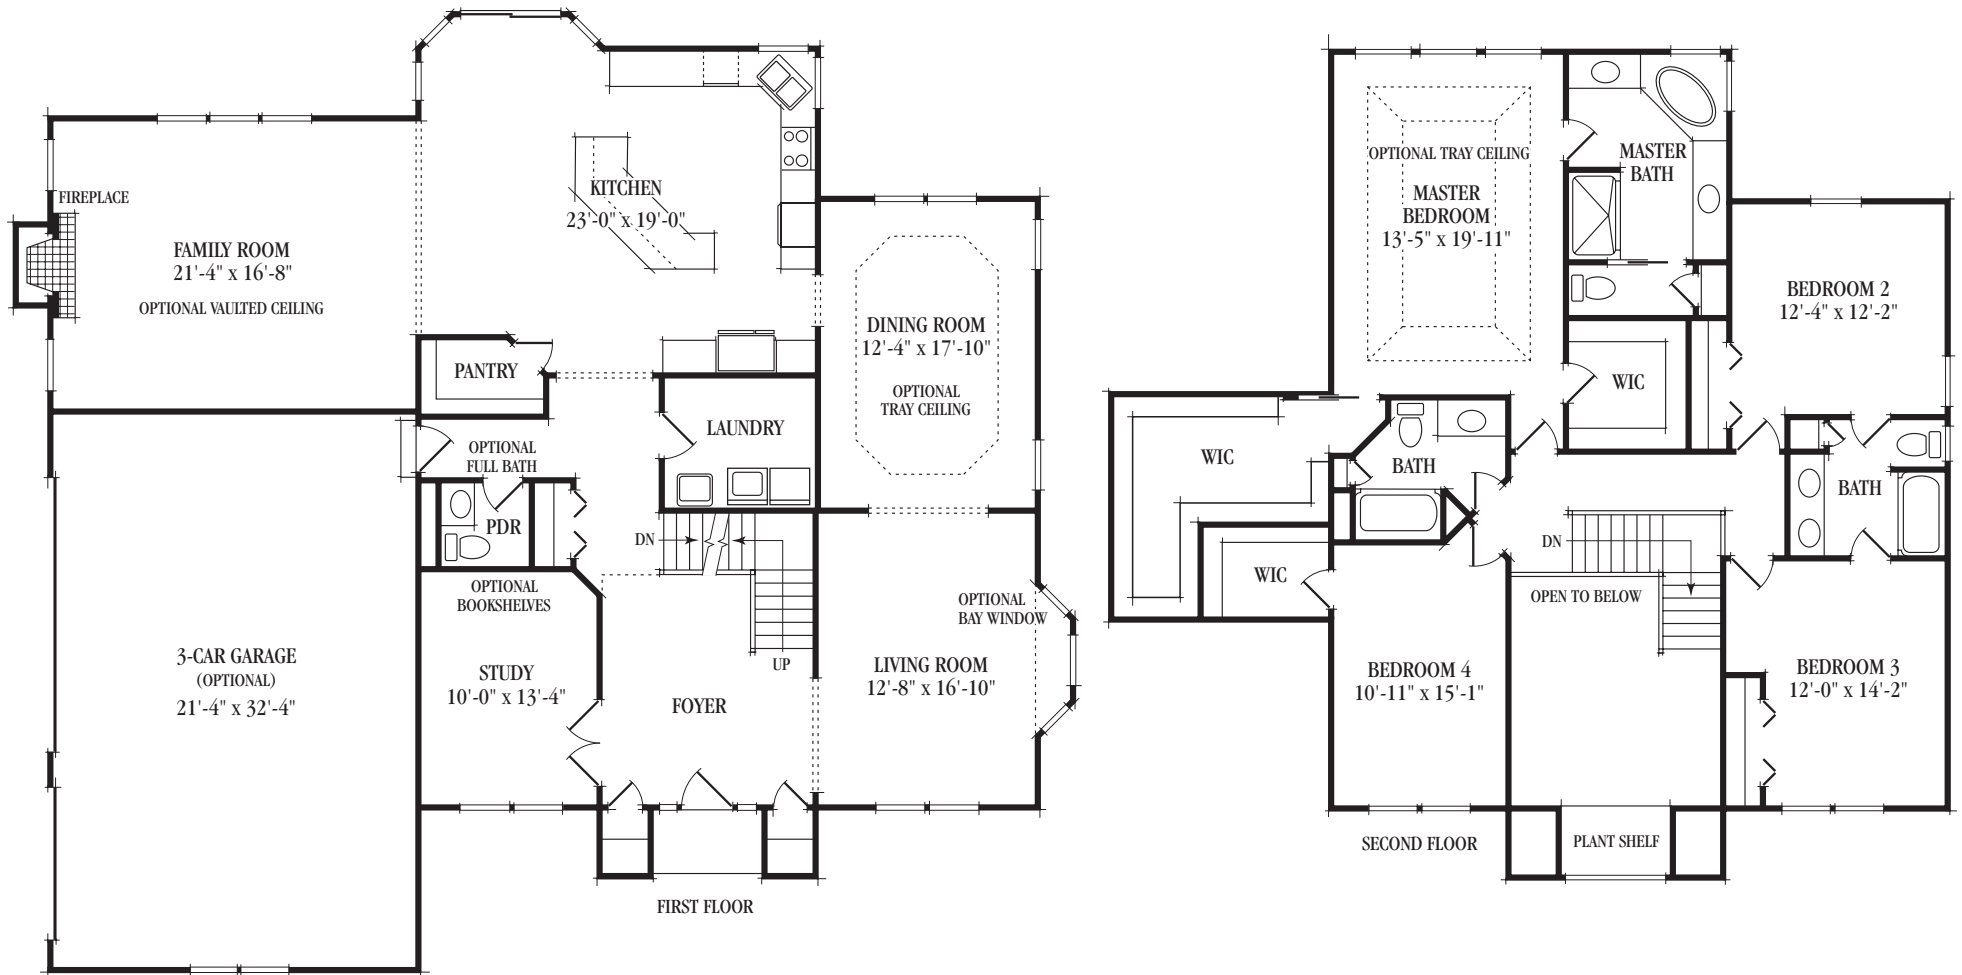 FIREPLACE
FAMILY ROOM
21'-4" x 16'-8"
OPTIONAL VAULTED CEILING
KITCHEN
23'-0" x 19'-0"
DINING ROOM
12'-4" x 17'-10"
OPTIONAL
TRAY CEILING
PANTRY
LAUNDRY
OPTIONAL
FULL BATH
PDR
DN
OPTIONAL
BOOKSHELVES
OPTIONAL
BAY WINDOW
3-CAR GARAGE
(OPTIONAL)
21'-4" x 32'-4"
STUDY
10'-0" x 13'-4"
UP
FOYER
LIVING ROOM
12'-8" x 16'-10"
FIRST FLOOR
OPTIONAL TRAY CEILING
MASTER
BEDROOM
13'-5" x 19'-11"
MASTER
BATH
BEDROOM 2
12'-4" x 12'-2"
WIC
WIC
BATH
BATH
DN
WIC
OPEN TO BELOW
BEDROOM 4
10'-11" x 15'-1"
BEDROOM 3
12'-0" x 14'-2"
SECOND FLOOR
PLANT SHELF